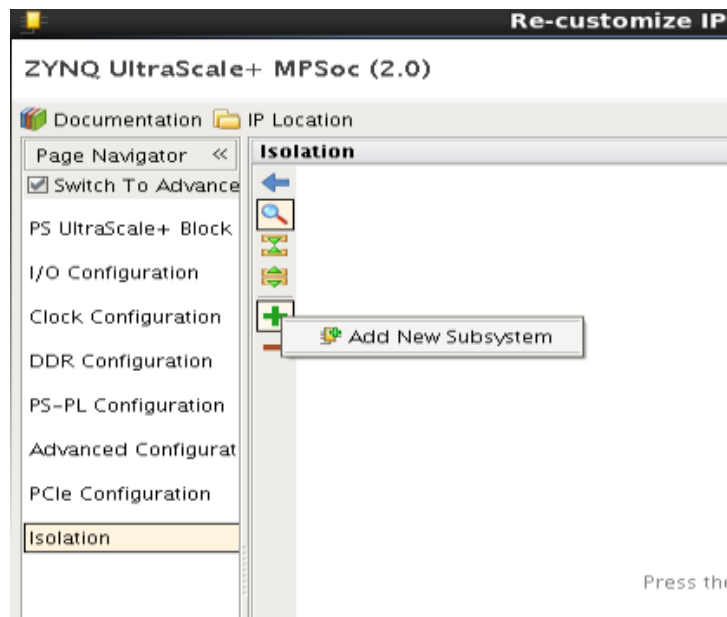 Re-customize IP
ZYNQ UltraScale+ MPSoc (2.0)
Documentation IP Location
Page Navigator «
Isolation
Switch To Advance
PS UltraScale+ Block
I/O Configuration
Clock Configuration
Add New Subsystem
DDR Configuration
PS-PL Configuration
Advanced Configurat
PCIe Configuration
Isolation
Press the